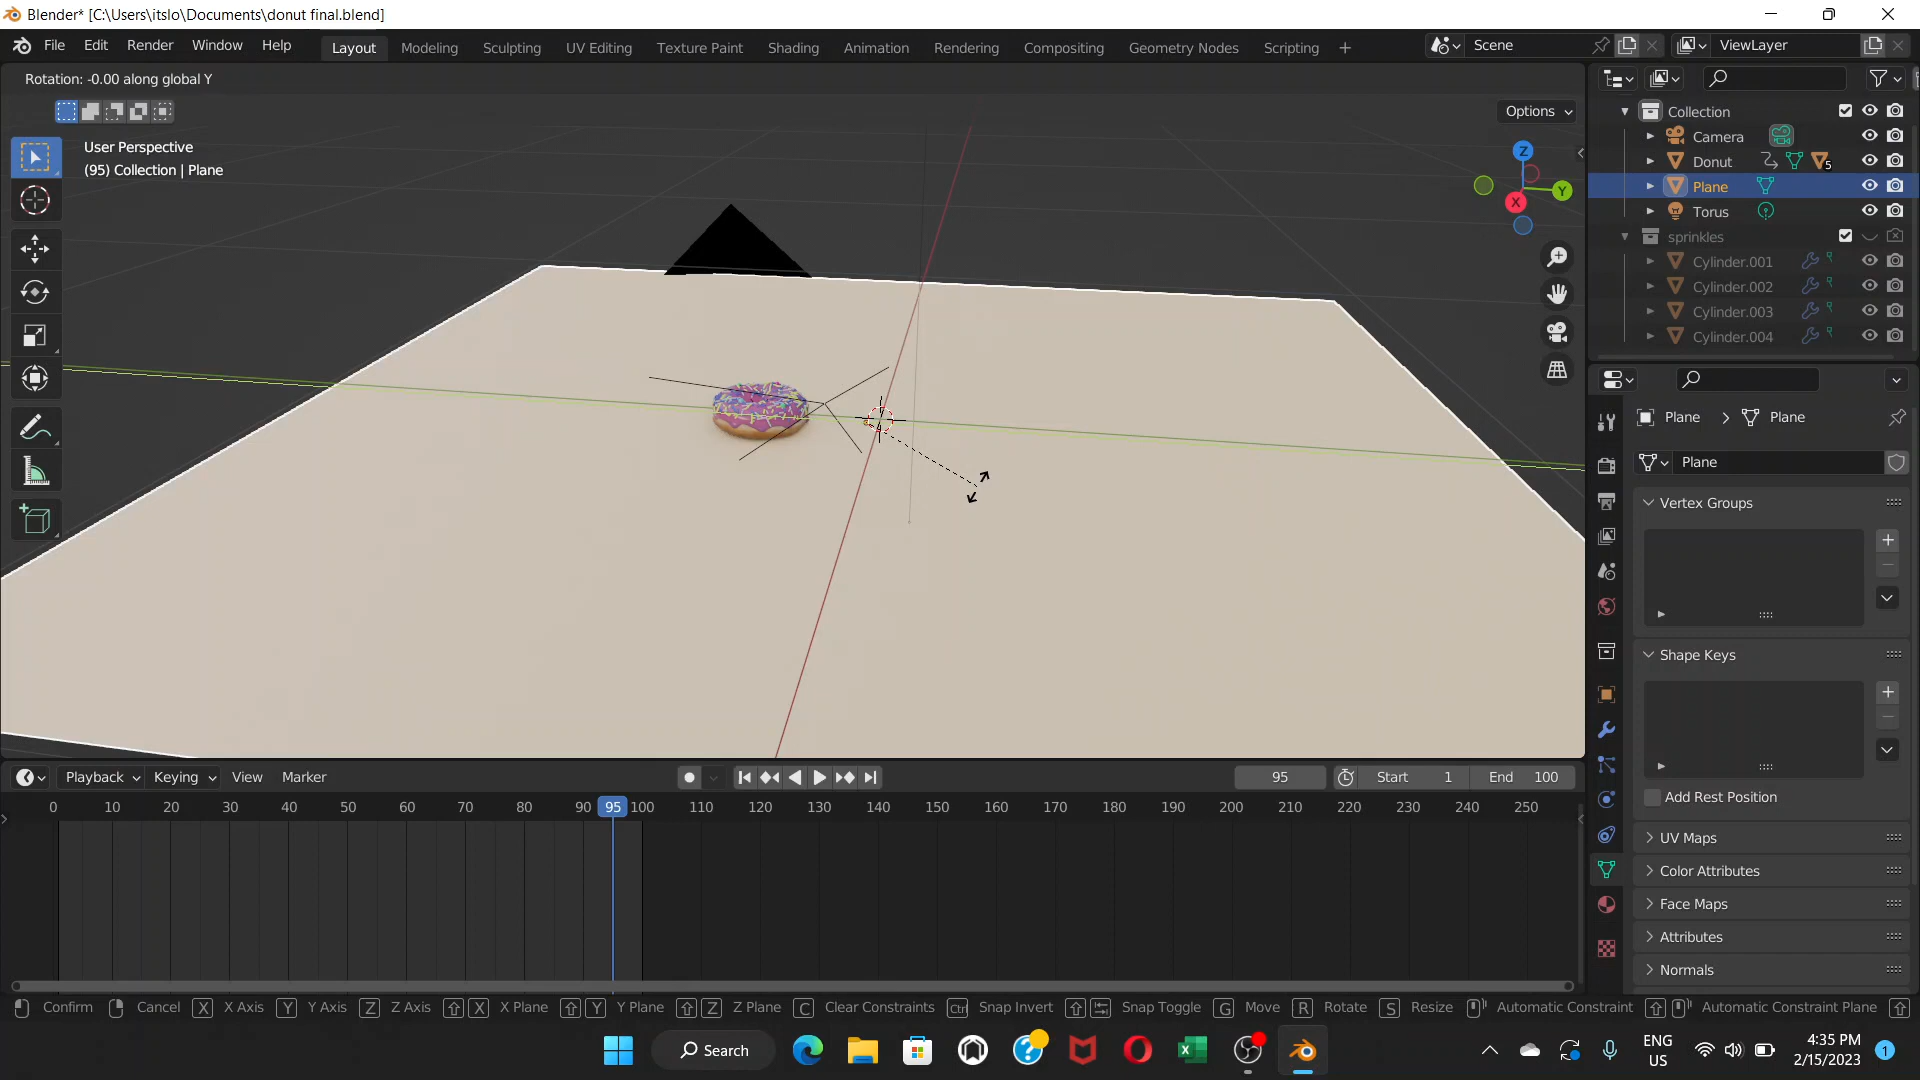 Blender* [C:\Users\itslo\Documents\donut final.blend]
File Edit Render Window Help Layout Modeling Sculpting UV Editing Texture Paint Shading Animation Rendering Compositing Geometry Nodes Scripting Scene ViewLayer
Rotation: -0.00 along global Y
Options
User Perspective
(95) Collection | Plane
Z
Y
X
Collection
Camera
Donut 5
Plane
Torus
sprinkles
Cylinder.001
Cylinder.002
Cylinder.003
Cylinder.004
Plane Plane
Plane
Vertex Groups
Shape Keys
Add Rest Position
UV Maps
Color Attributes
Face Maps
Attributes
Normals
Playback Keying View Marker 95 Start 1 End 100
0 10 20 30 40 50 60 70 80 90 95 100 110 120 130 140 150 160 170 180 190 200 210 220 230 240 250
Confirm Cancel X X Axis Y Y Axis Z Z Axis X X Plane Y Y Plane Z Z Plane C Clear Constraints Ctrl Snap Invert Snap Toggle G Move R Rotate S Resize Automatic Constraint Automatic Constraint Plane
Search
ENG
US
4:35 PM
2/15/2023
1